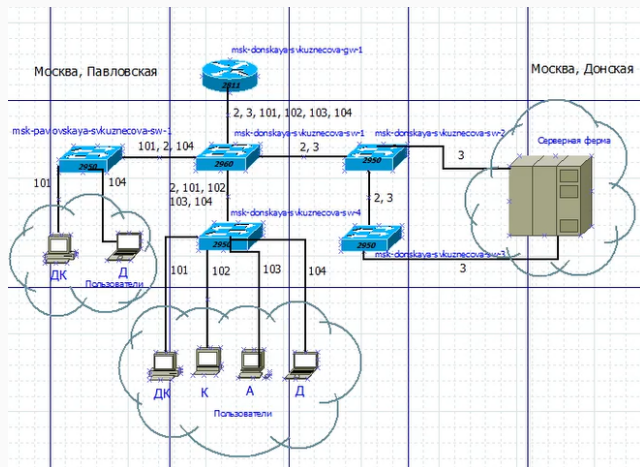 msk-donskaya-svkuznecova-gw-1
Москва, Павловская
Москва, Донская
2811
2, 3, 101, 102, 103, 104
msk-pavlovskaya-svkuznecova-sw-1
msk-donskaya-svkuznecova-sw-1
msk-donskaya-svkuznecova-sw-2
Серверная ферма
2950
101, 2, 104
2960
2, 3
2950
3
101
104
2, 101, 102
103, 104
2, 3
msk-donskaya-svkuznecova-sw-4
2950
2950
msk-donskaya-svkuznecova-sw-3
3
ДК
Д
Пользователи
101
102
103
104
ДК
К
А
Д
Пользователи